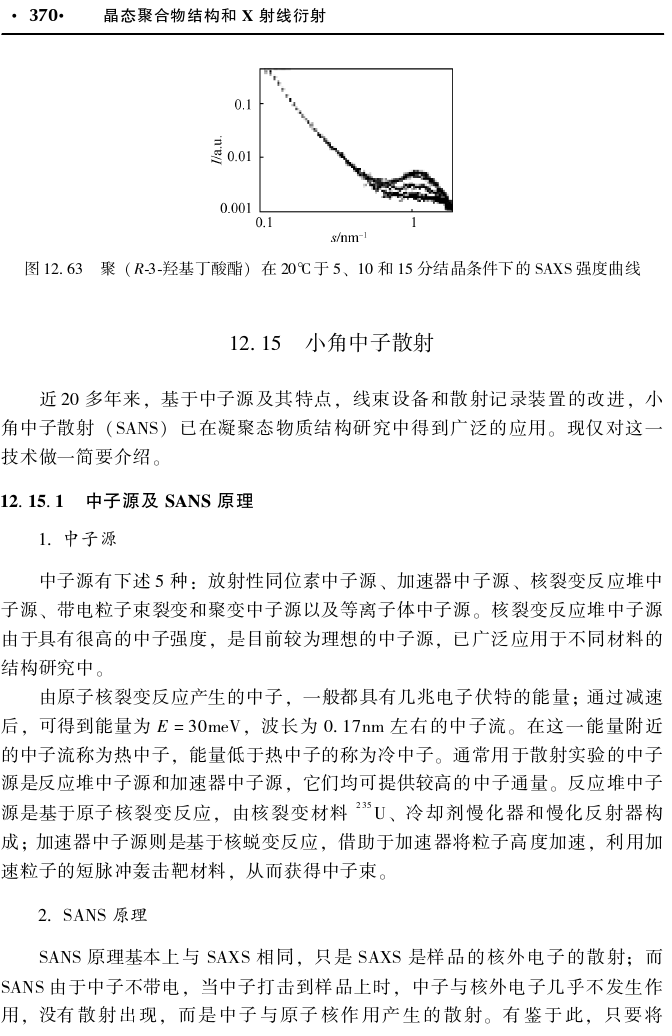 · 370· 晶态聚合物结构和 X 射线衍射
0.1
0.01
0.001
I/a.u.
0.1 1
s/nm⁻¹
图 12.63 聚（R-3-羟基丁酸酯）在 20℃于 5、10 和 15 分结晶条件下的 SAXS 强度曲线
12.15 小角中子散射
近 20 多年来，基于中子源及其特点，线束设备和散射记录装置的改进，小
角中子散射（SANS）已在凝聚态物质结构研究中得到广泛的应用。现仅对这一
技术做一简要介绍。
12.15.1 中子源及 SANS 原理
1. 中子源
中子源有下述 5 种：放射性同位素中子源、加速器中子源、核裂变反应堆中
子源、带电粒子束裂变和聚变中子源以及等离子体中子源。核裂变反应堆中子源
由于具有很高的中子强度，是目前较为理想的中子源，已广泛应用于不同材料的
结构研究中。
由原子核裂变反应产生的中子，一般都具有几兆电子伏特的能量；通过减速
后，可得到能量为 E = 30meV，波长为 0.17nm 左右的中子流。在这一能量附近
的中子流称为热中子，能量低于热中子的称为冷中子。通常用于散射实验的中子
源是反应堆中子源和加速器中子源，它们均可提供较高的中子通量。反应堆中子
源是基于原子核裂变反应，由核裂变材料 ²³⁵U、冷却剂慢化器和慢化反射器构
成；加速器中子源则是基于核蜕变反应，借助于加速器将粒子高度加速，利用加
速粒子的短脉冲轰击靶材料，从而获得中子束。
2. SANS 原理
SANS 原理基本上与 SAXS 相同，只是 SAXS 是样品的核外电子的散射；而
SANS 由于中子不带电，当中子打击到样品上时，中子与核外电子几乎不发生作
用，没有散射出现，而是中子与原子核作用产生的散射。有鉴于此，只要将